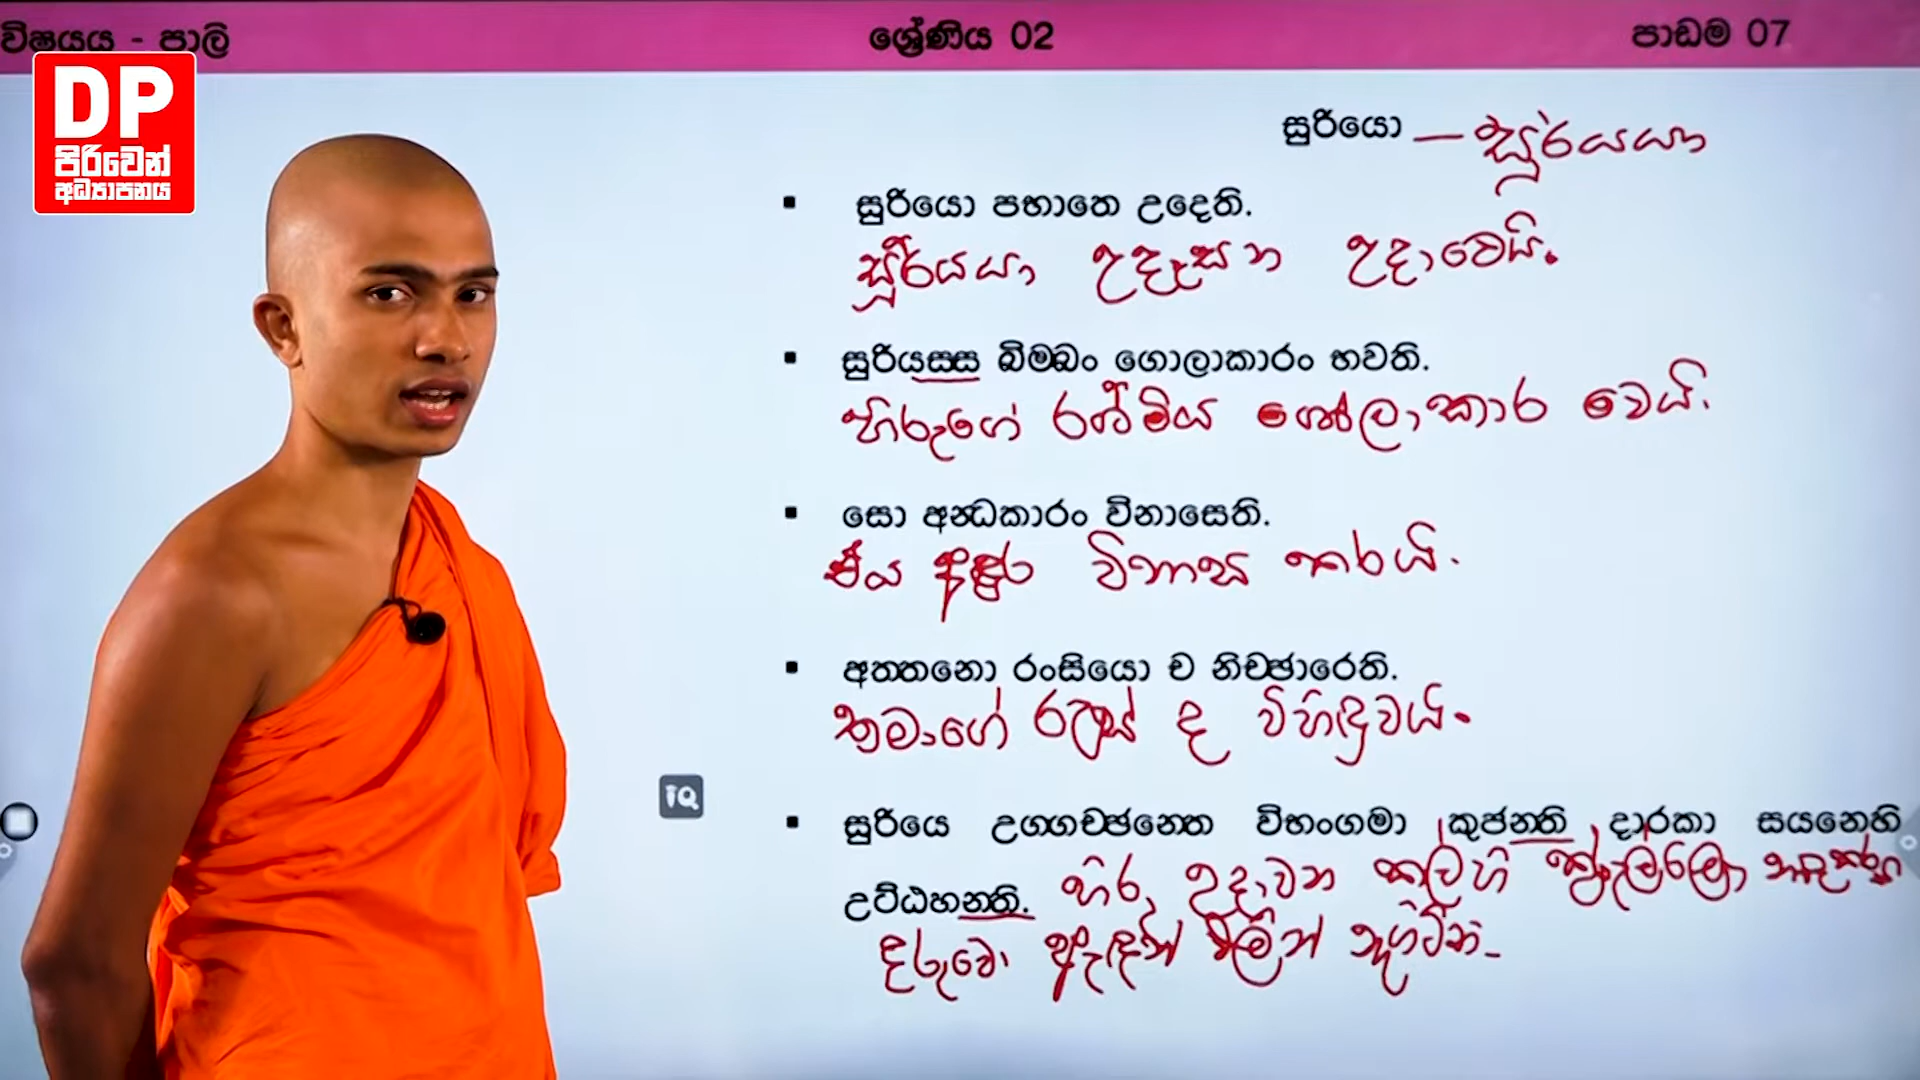 විෂයය - පාලි
ශ්‍රේණිය 02
පාඩම 07
DP
පිරිවෙන්
අධ්‍යාපනය
සුරියො – සූර්යයා
සුරියො පභාතෙ උදෙති.
සූර්යයා උදෑසන උදාවෙයි.
සුරියස්ස බිම්බං ගොලාකාරං භවති.
හිරුගේ රශ්මිය ගෝලාකාර වෙයි.
සො අන්ධකාරං විනාසෙති.
ඒය අඳුර විනාස කරයි.
අත්තනො රංසියො ච නිච්ඡාරෙති.
තමාගේ රැස් ද විහිඳුවයි.
සුරියෙ උග්ගච්ඡන්තෙ විහංගමා කුජන්ති දාරකා සයනෙහි
උට්ඨහන්ති. හිරු උදාවන කල්හි කුරුල්ලෝ
දරුවෝ ඇඳන් වලින් නැගිටිත්.